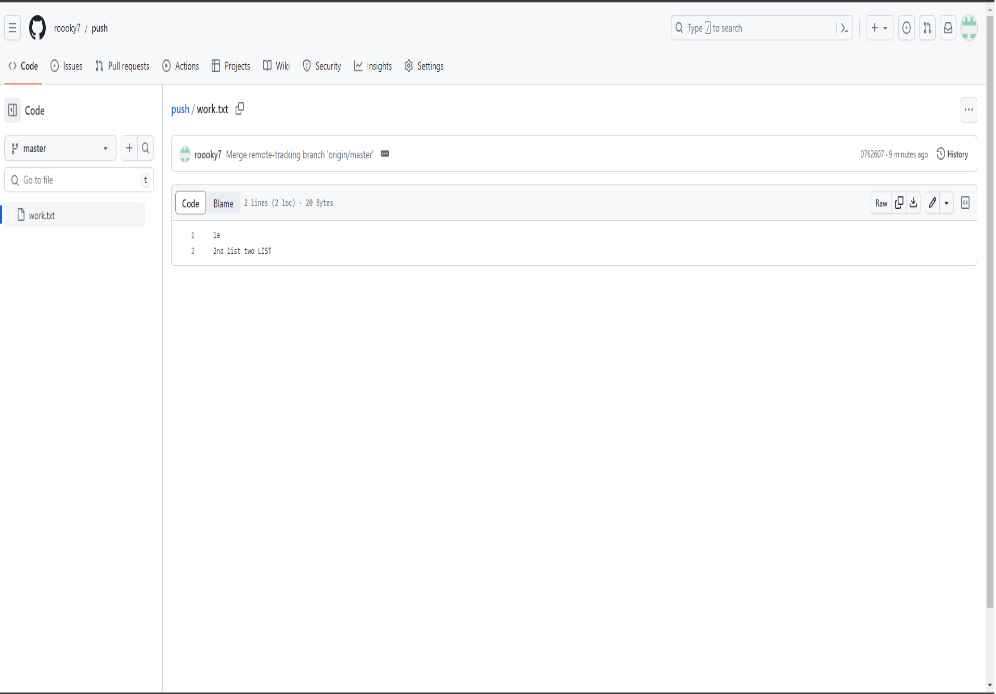 roooky7 / push
Type / to search
Code Issues Pull requests Actions Projects Wiki Security Insights Settings
Code
master
Go to file t
work.txt
push / work.txt
roooky7 Merge remote-tracking branch 'origin/master' 0762607 · 9 minutes ago History
Code Blame 2 lines (2 loc) · 20 Bytes Raw
1 1a
2 2nd list two LIST